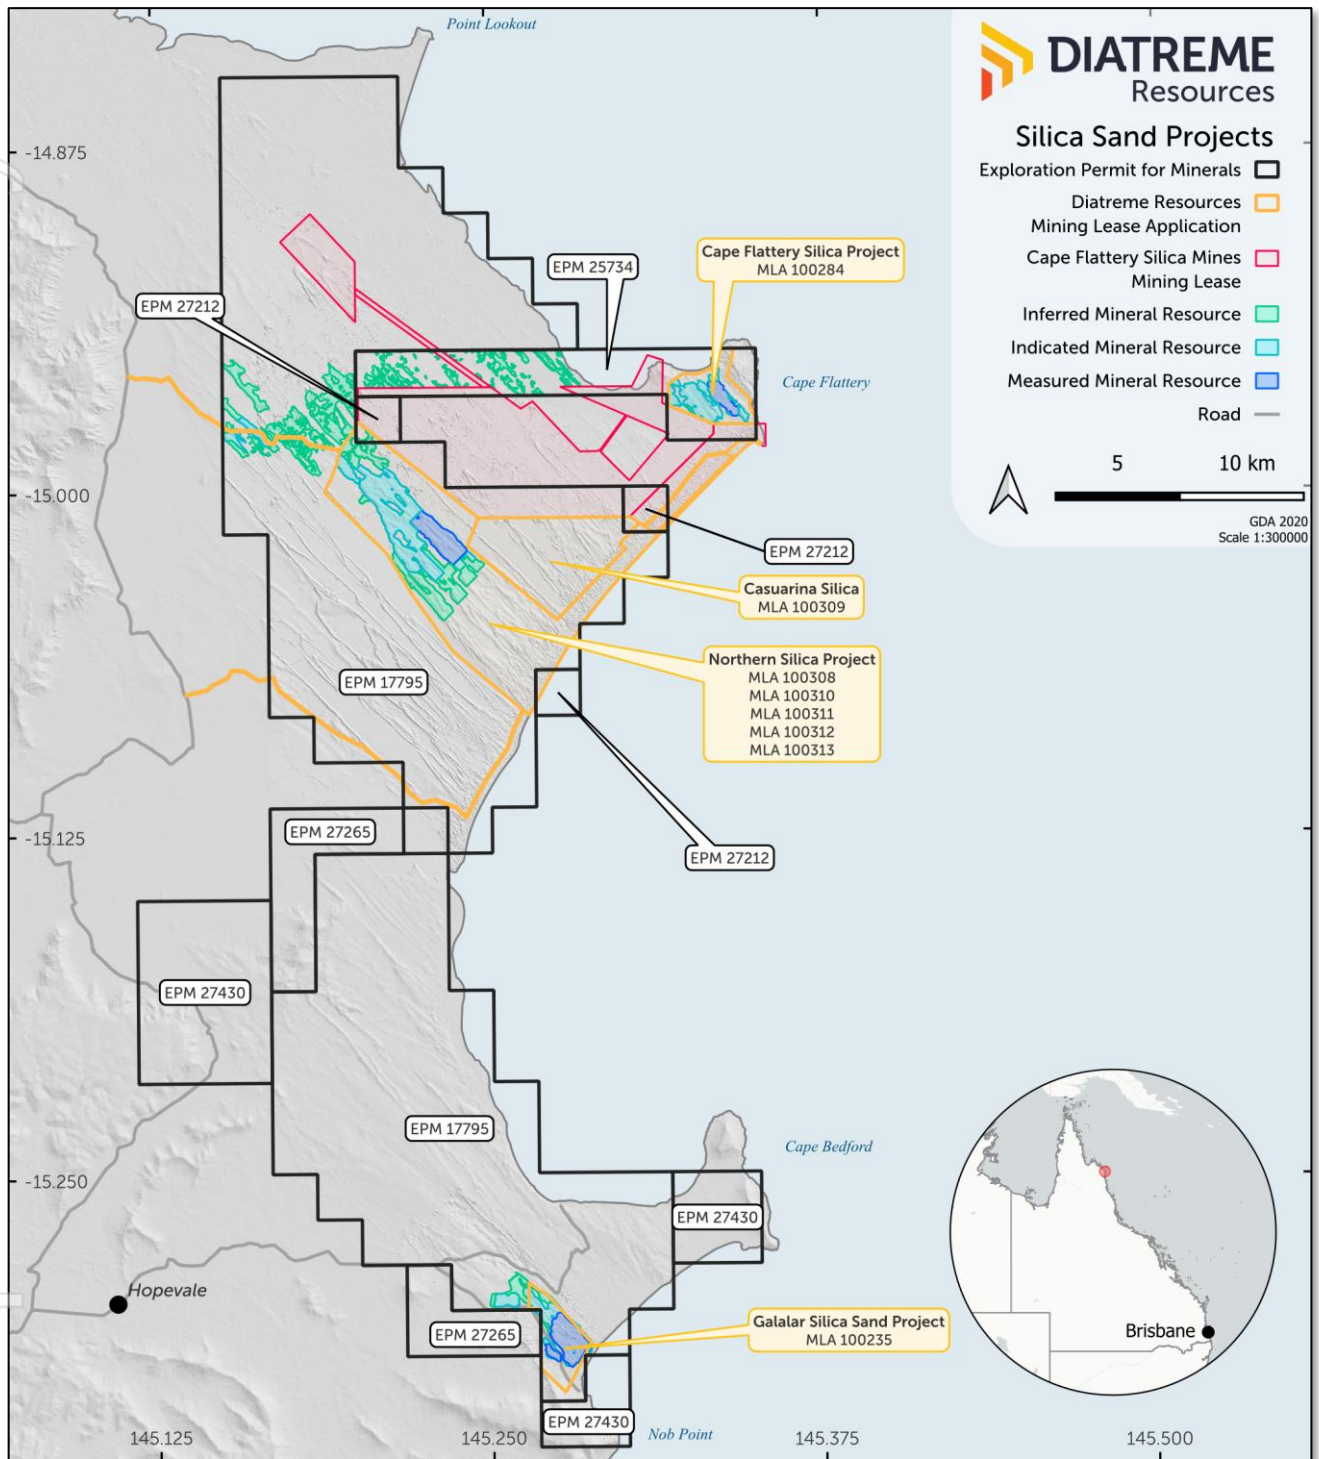 Point Lookout
DIATREME
Resources
Silica Sand Projects
Exploration Permit for Minerals
Diatreme Resources
Mining Lease Application
Cape Flattery Silica Mines
Mining Lease
Inferred Mineral Resource
Indicated Mineral Resource
Measured Mineral Resource
Road
5 10 km
GDA 2020
Scale 1:300000
-14.875
Cape Flattery Silica Project
MLA 100284
EPM 25734
EPM 27212
Cape Flattery
-15.000
EPM 27212
Casuarina Silica
MLA 100309
Northern Silica Project
MLA 100308
MLA 100310
MLA 100311
MLA 100312
MLA 100313
EPM 17795
EPM 27265
-15.125
EPM 27212
EPM 27430
EPM 17795
Cape Bedford
-15.250
EPM 27430
Hopevale
Galalar Silica Sand Project
MLA 100235
EPM 27265
Brisbane
EPM 27430
Nob Point
145.125 145.250 145.375 145.500